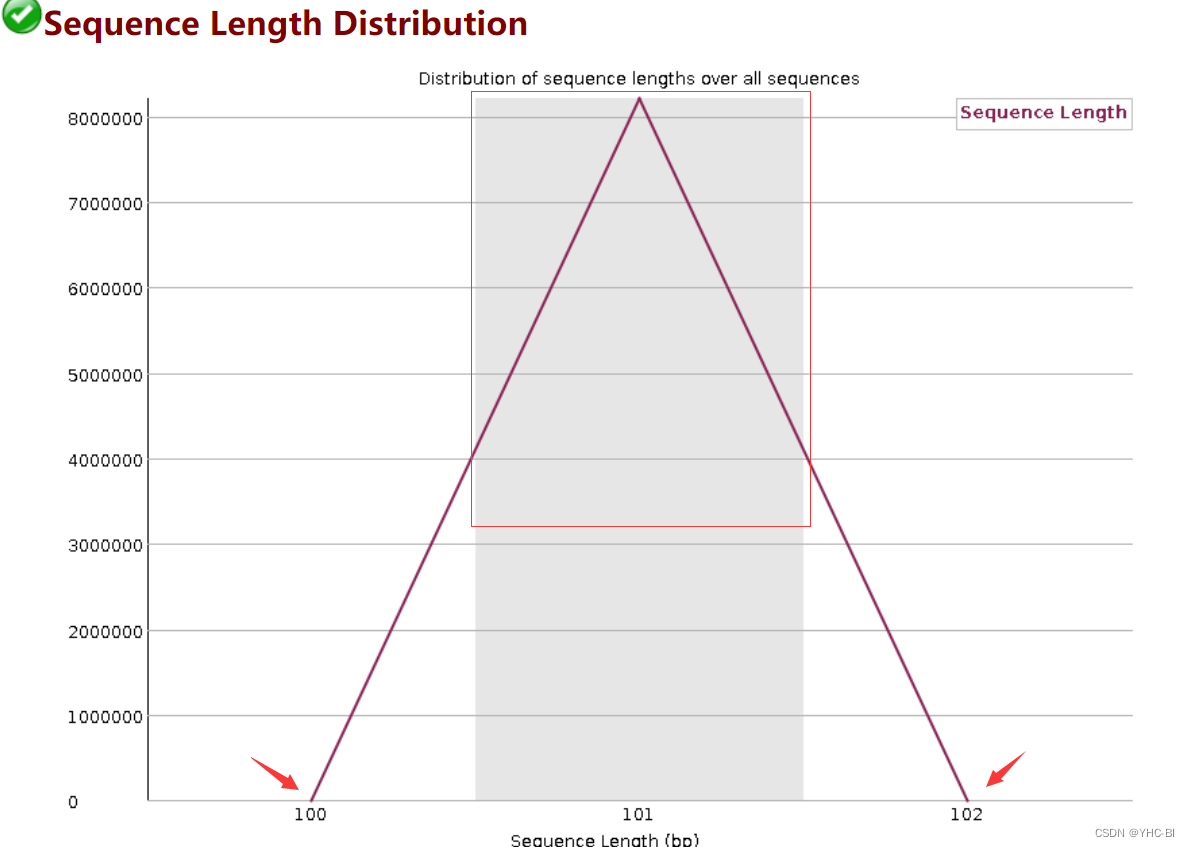 Sequence Length Distribution
Distribution of sequence lengths over all sequences
Sequence Length
8000000
7000000
6000000
5000000
4000000
3000000
2000000
1000000
0
100
101
102
Sequence Length (bp)
CSDN @YHC-BI